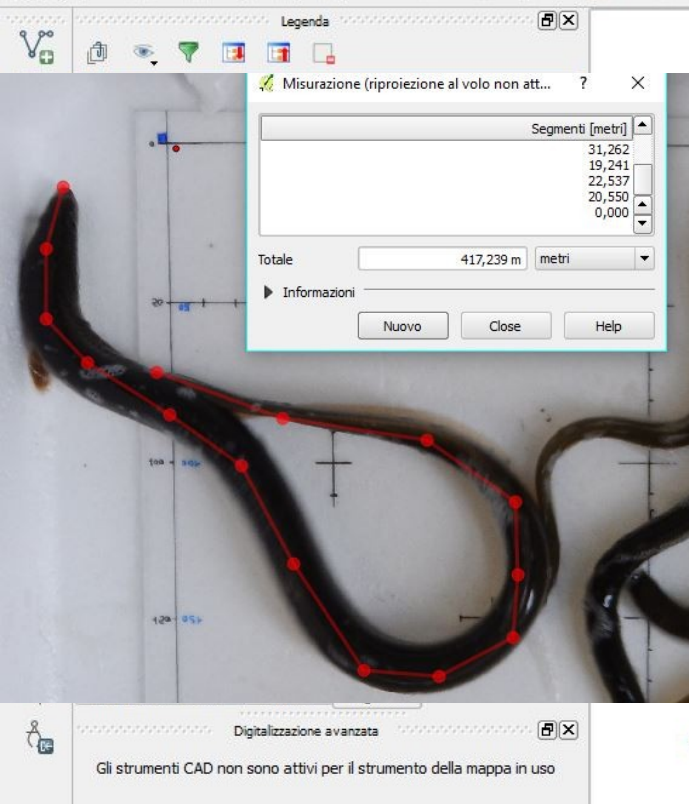 Legenda
Misurazione (riproiezione al volo non att...
?
Segmenti [metri]
31,262
19,241
22,537
20,550
0,000
Totale
417,239 m
metri
Informazioni
Nuovo
Close
Help
Digitalizzazione avanzata
Gli strumenti CAD non sono attivi per il strumento della mappa in uso